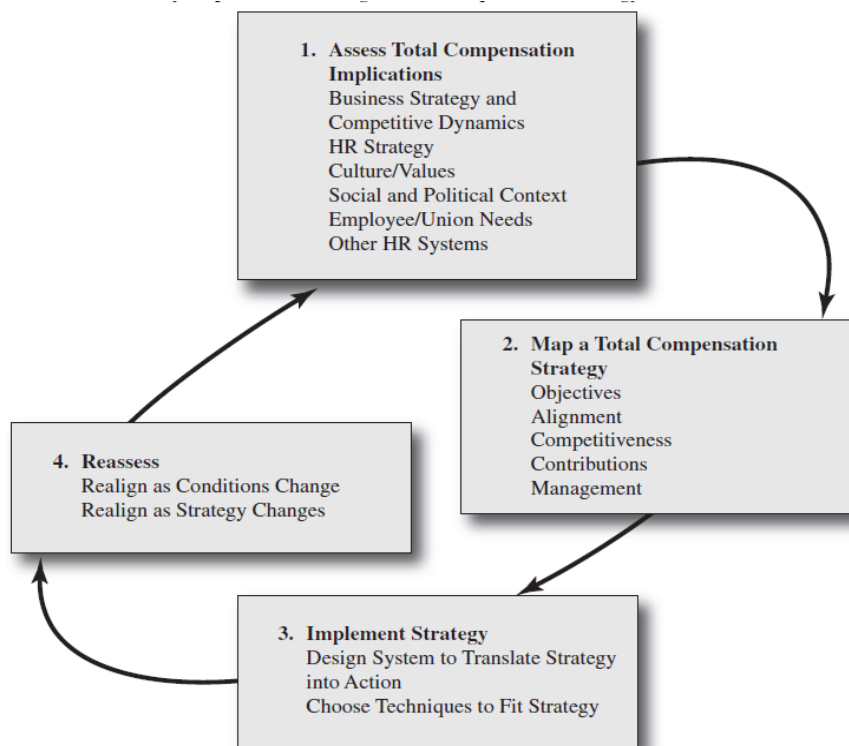 1. Assess Total Compensation
Implications
Business Strategy and
Competitive Dynamics
HR Strategy
Culture/Values
Social and Political Context
Employee/Union Needs
Other HR Systems
2. Map a Total Compensation
Strategy
Objectives
Alignment
Competitiveness
Contributions
Management
4. Reassess
Realign as Conditions Change
Realign as Strategy Changes
3. Implement Strategy
Design System to Translate Strategy
into Action
Choose Techniques to Fit Strategy